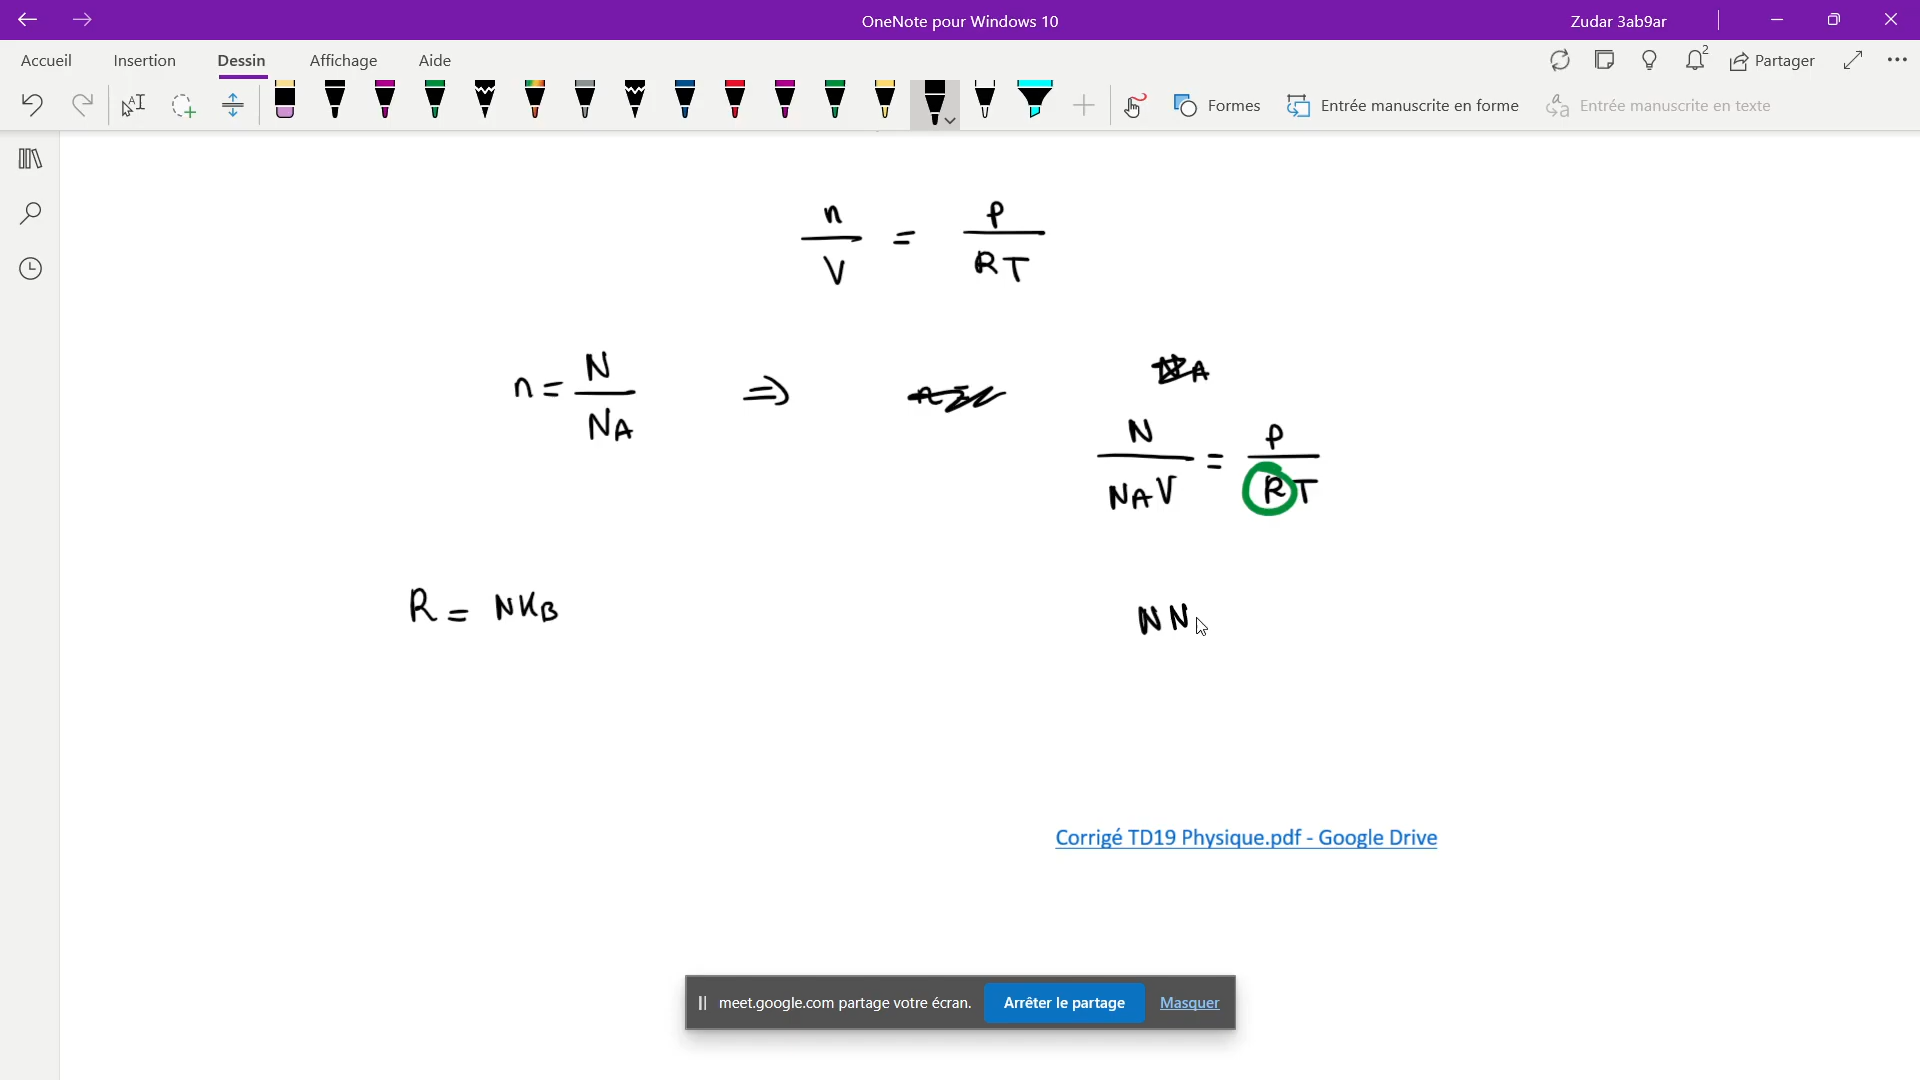 OneNote pour Windows 10
Zudar 3ab9ar
Accueil Insertion Dessin Affichage Aide
2
Partager
Formes Entrée manuscrite en forme Entrée manuscrite en texte
n/V = P/RT
n = N/NA ⇒
N/NAV = P/RT
R = NKB
NN
Corrigé TD19 Physique.pdf - Google Drive
meet.google.com partage votre écran. Arrêter le partage Masquer